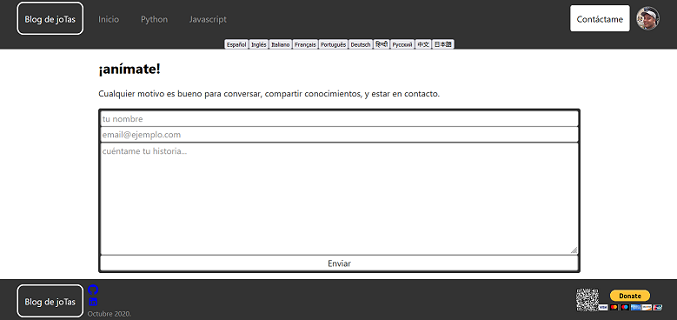 Blog de joTas Inicio Python Javascript Contáctame
Español Inglés Italiano Français Português Deutsch हिन्दी Русский 中文 日本語
¡anímate!
Cualquier motivo es bueno para conversar, compartir conocimientos, y estar en contacto.
tu nombre
email@ejemplo.com
cuéntame tu historia...
Enviar
Blog de joTas
Octubre 2020.
Donate
VISA